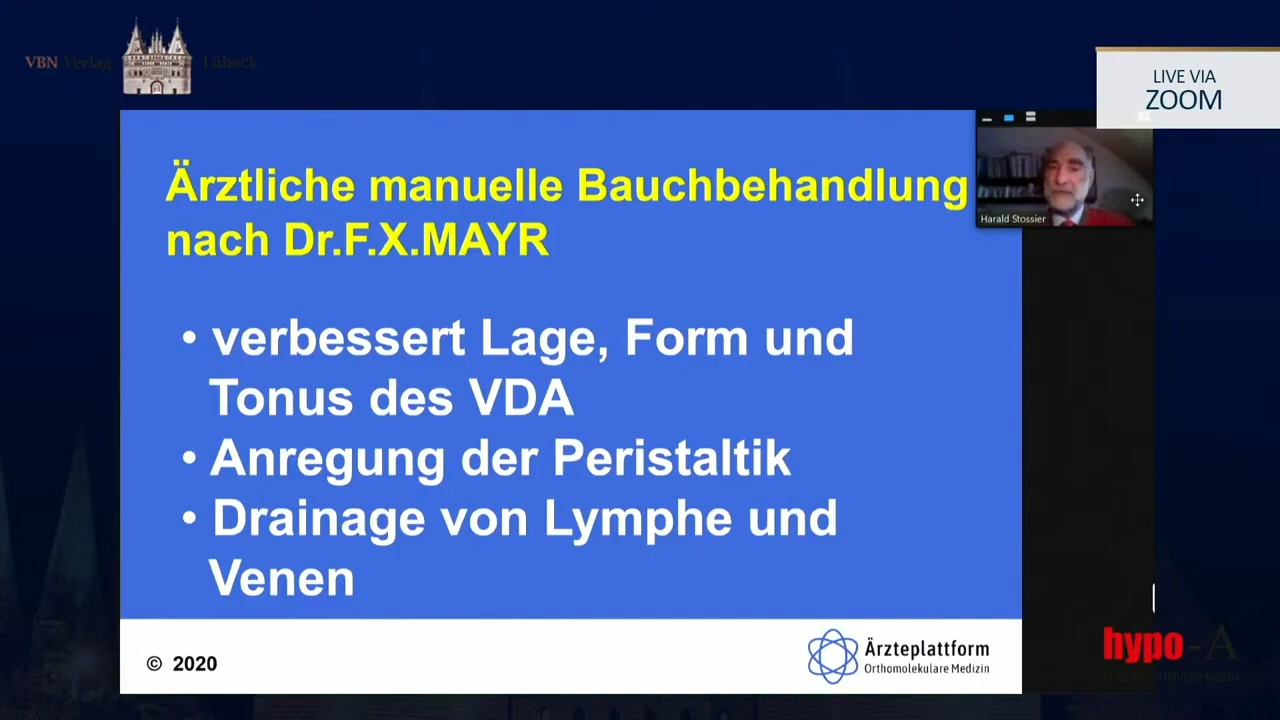 VBN Verlag Lübeck
LIVE VIA
ZOOM
Harald Stossier
Ärztliche manuelle Bauchbehandlung
nach Dr.F.X.MAYR
• verbessert Lage, Form und
Tonus des VDA
• Anregung der Peristaltik
• Drainage von Lymphe und
Venen
© 2020
Ärzteplattform
Orthomolekulare Medizin
hypo-A